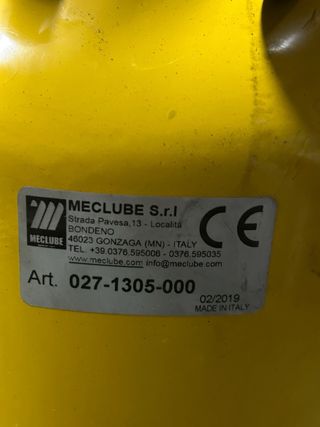 MECLUBE S.r.l
Strada Pavesa,13 - Località
BONDENO
46023 GONZAGA (MN) - ITALY
TEL. +39.0376.595006 - 0376.595035
www.meclube.com info@meclube.com
MECLUBE
CE
Art. 027-1305-000
02/2019
MADE IN ITALY